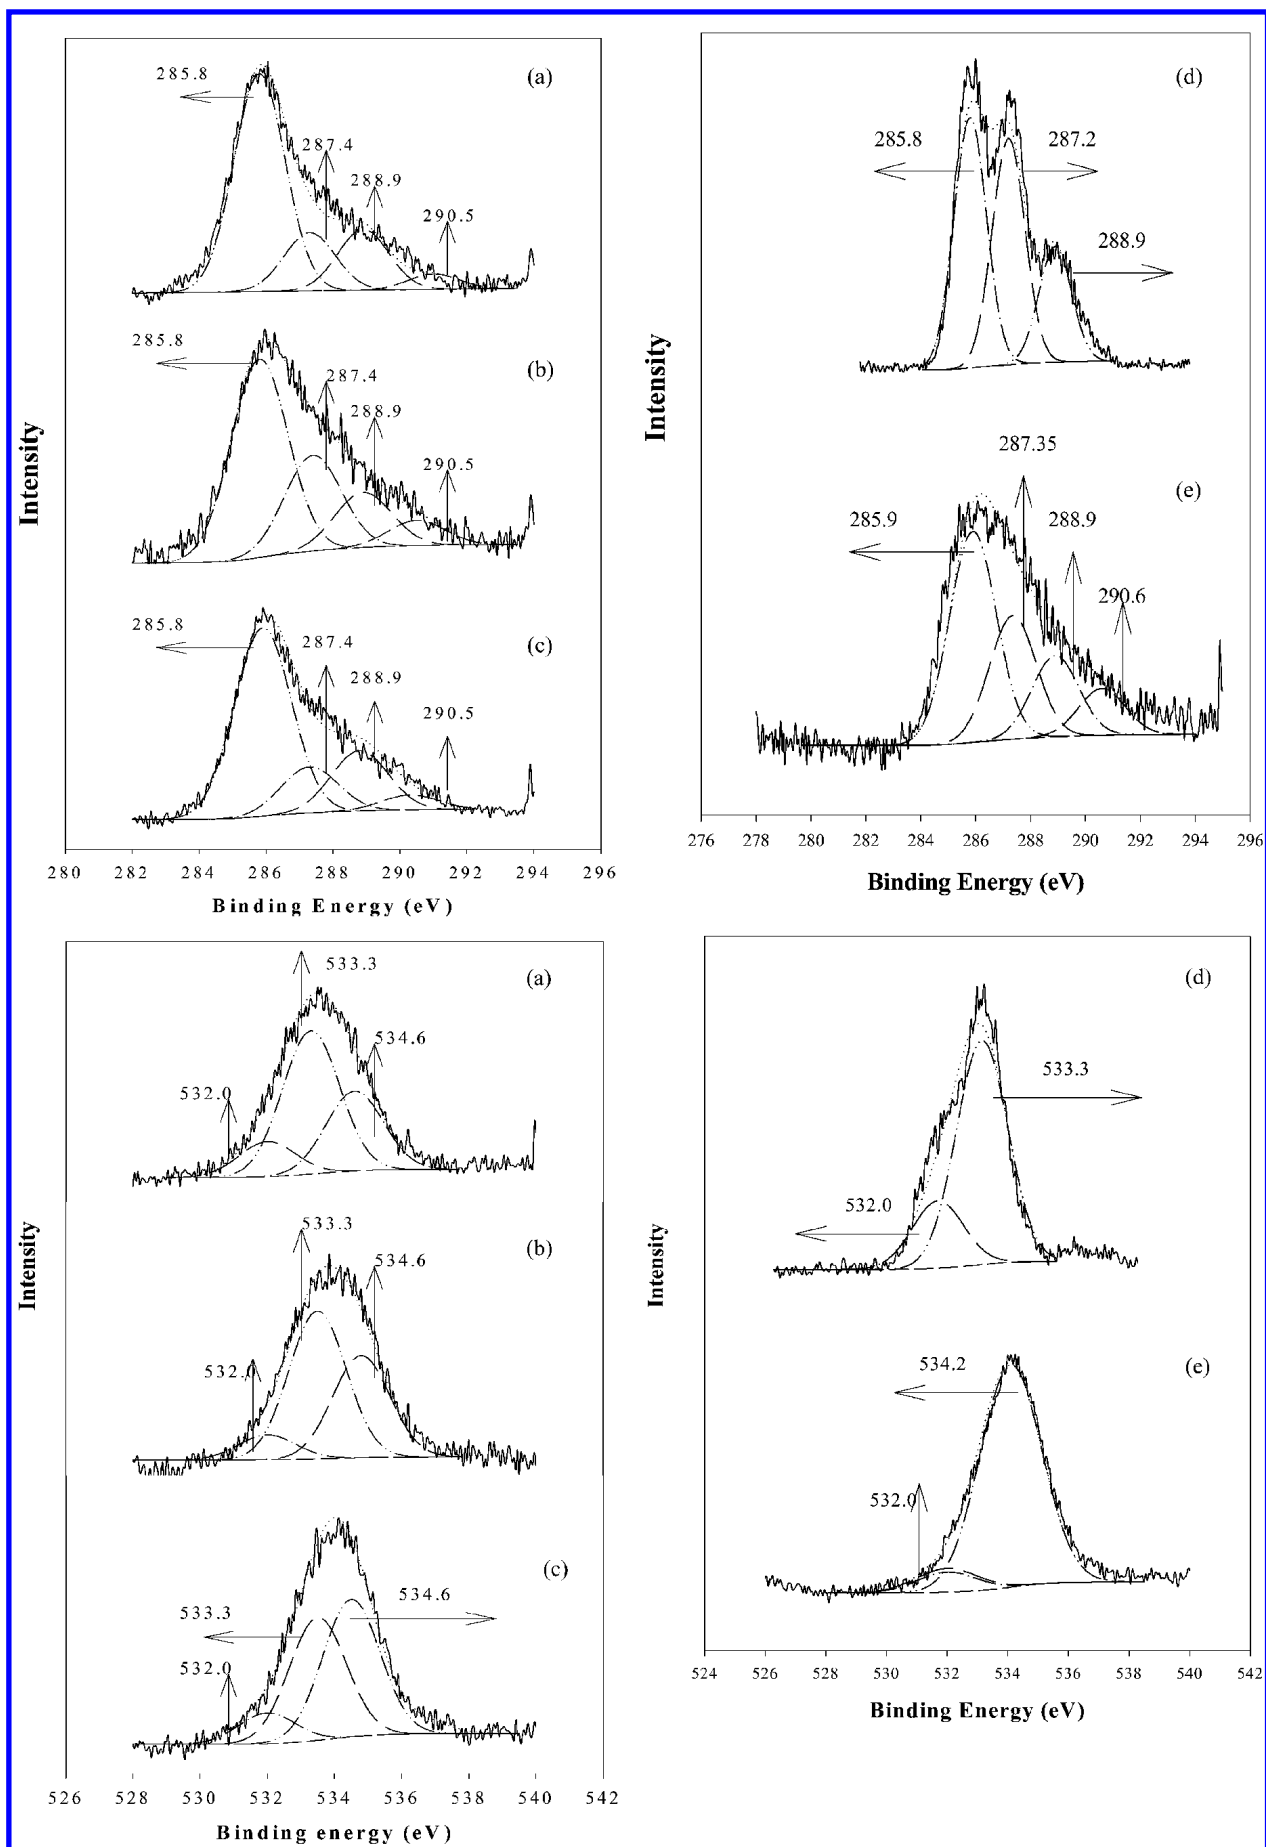 285.8
287.4
288.9
290.5
(a)
285.8
287.4
288.9
290.5
(b)
285.8
287.4
288.9
290.5
(c)
Intensity
280 282 284 286 288 290 292 294 296
Binding Energy (eV)
285.8
287.2
288.9
(d)
285.9
287.35
288.9
290.6
(e)
Intensity
276 278 280 282 284 286 288 290 292 294 296
Binding Energy (eV)
532.0
533.3
534.6
(a)
532.0
533.3
534.6
(b)
532.0
533.3
534.6
(c)
Intensity
526 528 530 532 534 536 538 540 542
Binding energy (eV)
532.0
533.3
(d)
532.0
534.2
(e)
Intensity
524 526 528 530 532 534 536 538 540 542
Binding Energy (eV)